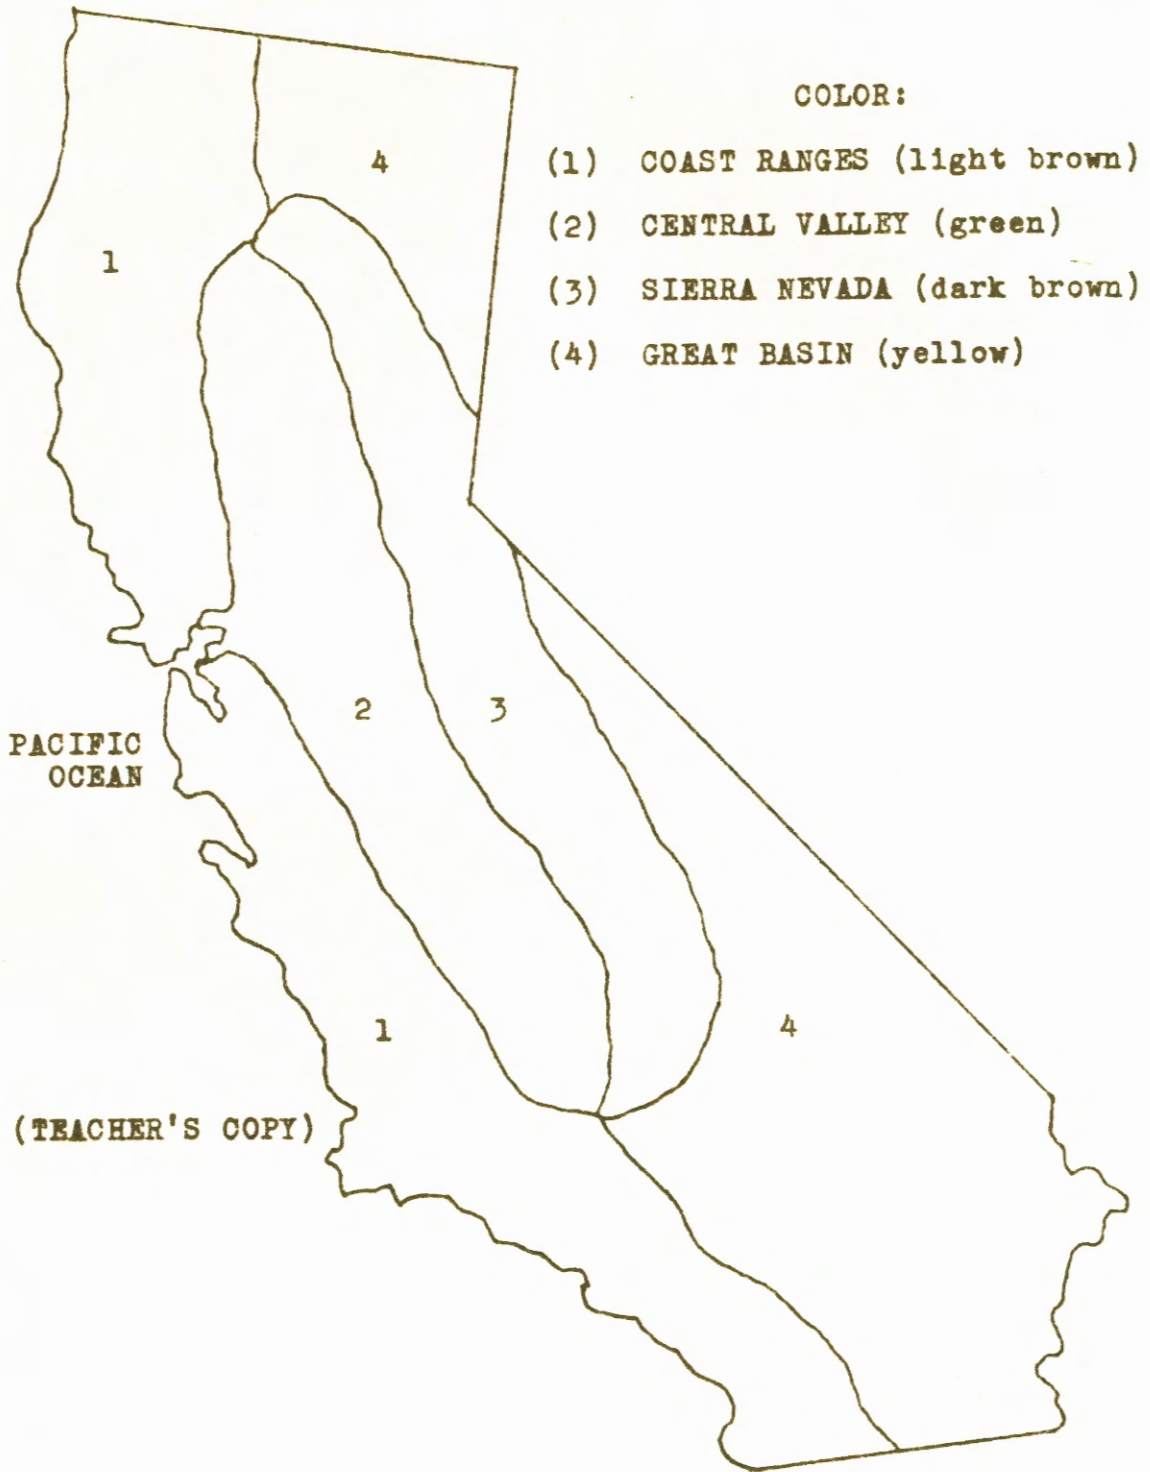 COLOR:
(1) COAST RANGES (light brown)
4
(2) CENTRAL VALLEY (green)
1
(3) SIERRA NEVADA (dark brown)
(4) GREAT BASIN (yellow)
2
3
PACIFIC
OCEAN
1
4
(TEACHER'S COPY)